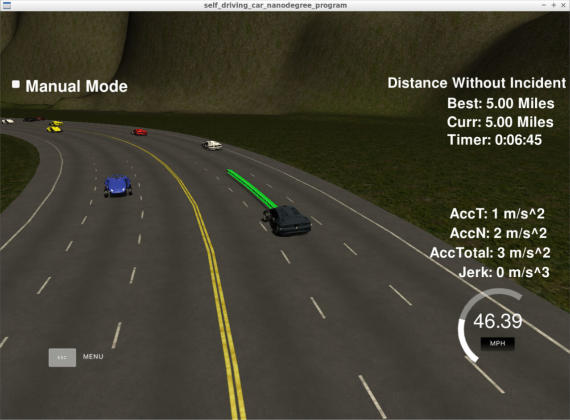 self_driving_car_nanodegree_program
Manual Mode
Distance Without Incident
Best: 5.00 Miles
Curr: 5.00 Miles
Timer: 0:06:45
AccT: 1 m/s^2
AccN: 2 m/s^2
AccTotal: 3 m/s^2
Jerk: 0 m/s^3
46.39
MPH
ESC MENU